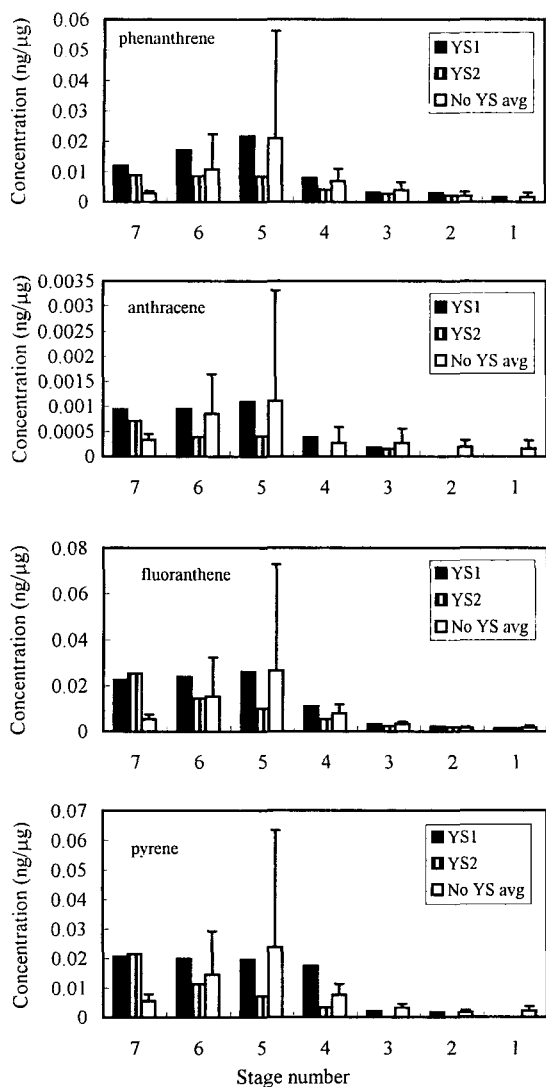 Concentration (ng/µg)
0.06
0.05
0.04
0.03
0.02
0.01
0
phenanthrene
YS1
YS2
No YS avg
7 6 5 4 3 2 1
Concentration (ng/µg)
0.0035
0.003
0.0025
0.002
0.0015
0.001
0.0005
0
anthracene
YS1
YS2
No YS avg
7 6 5 4 3 2 1
Concentration (ng/µg)
0.08
0.06
0.04
0.02
0
fluoranthene
YS1
YS2
No YS avg
7 6 5 4 3 2 1
Concentration (ng/µg)
0.07
0.06
0.05
0.04
0.03
0.02
0.01
0
pyrene
YS1
YS2
No YS avg
7 6 5 4 3 2 1
Stage number